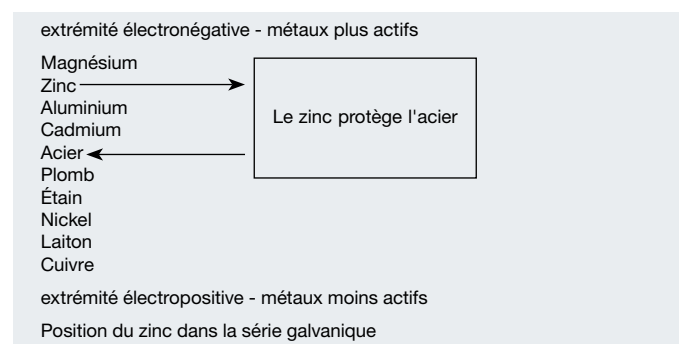 extrémité électronégative - métaux plus actifs
Magnésium
Zinc
Aluminium
Cadmium
Acier
Plomb
Étain
Nickel
Laiton
Cuivre
Le zinc protège l'acier
extrémité électropositive - métaux moins actifs
Position du zinc dans la série galvanique